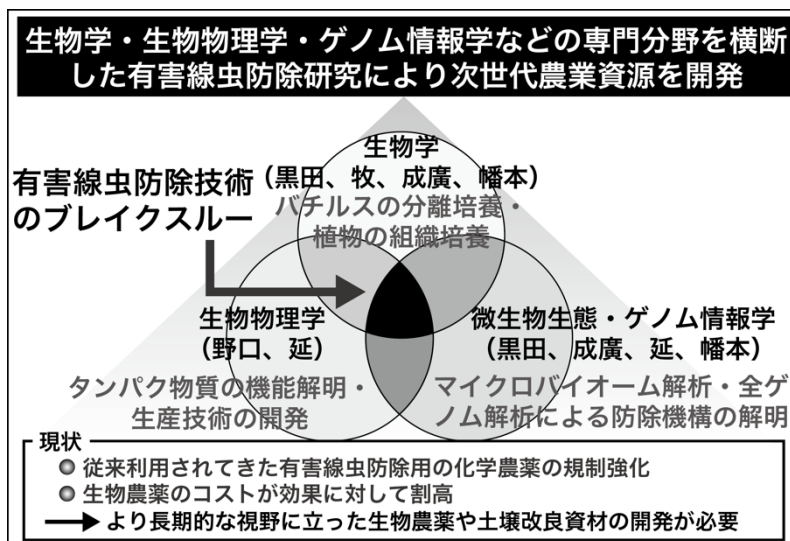 生物学・生物物理学・ゲノム情報学などの専門分野を横断
した有害線虫防除研究により次世代農業資源を開発
生物学
(黒田、牧、成廣、幡本)
バチルスの分離培養・
植物の組織培養
有害線虫防除技術
のブレイクスルー
生物物理学
(野口、延)
タンパク物質の機能解明・
生産技術の開発
微生物生態・ゲノム情報学
(黒田、成廣、延、幡本)
マイクロバイオーム解析・全ゲ
ノム解析による防除機構の解明
現状
従来利用されてきた有害線虫防除用の化学農薬の規制強化
生物農薬のコストが効果に対して割高
より長期的な視野に立った生物農薬や土壌改良資材の開発が必要